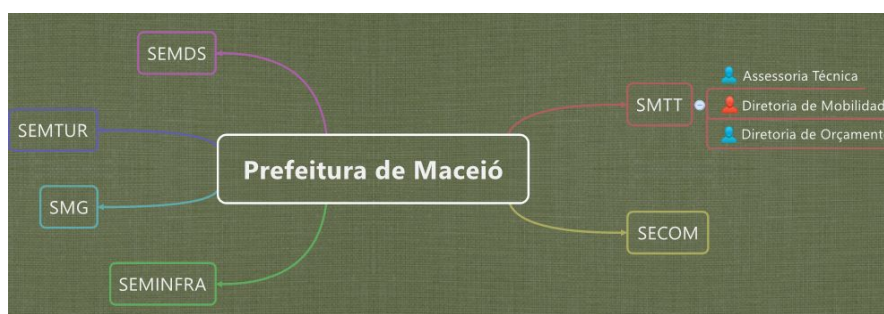 SEMDS
SEMTUR
SMG
SEMINFRA
Prefeitura de Maceió
SMTT
Assessoria Técnica
Diretoria de Mobilidad
Diretoria de Orçament
SECOM